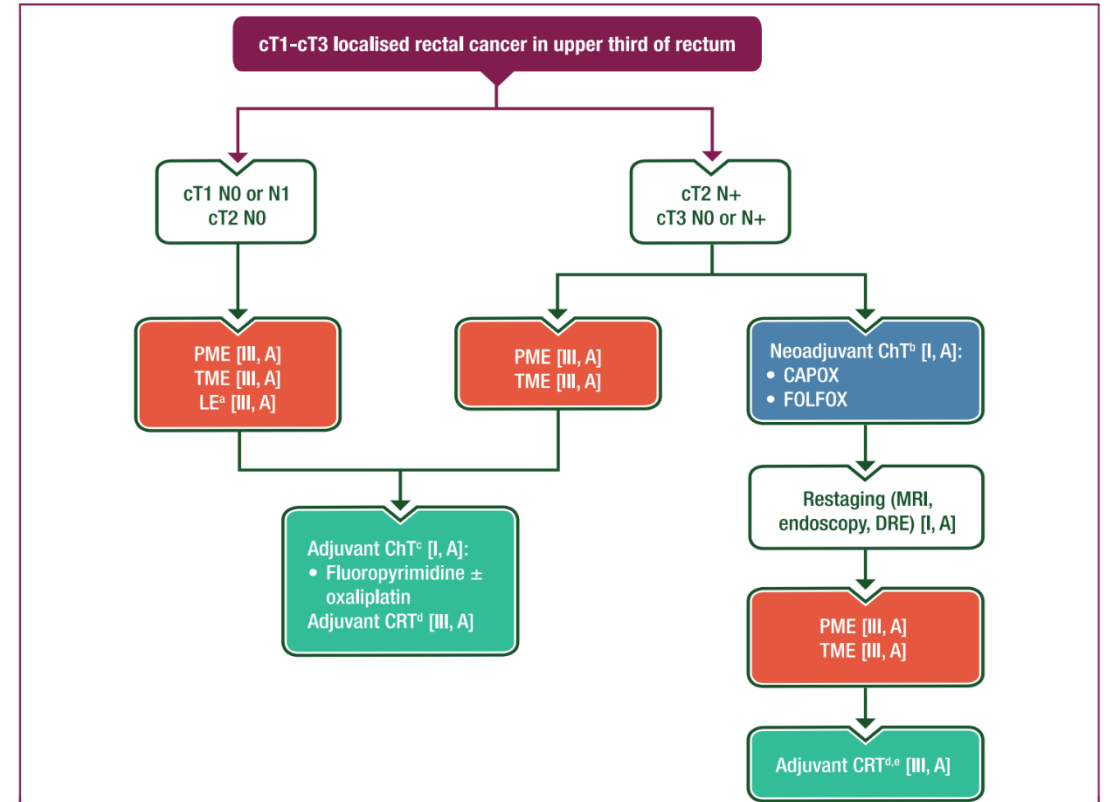 cT1-cT3 localised rectal cancer in upper third of rectum
cT1 N0 or N1
cT2 N0
cT2 N+
cT3 N0 or N+
PME [III, A]
TME [III, A]
LEᵃ [III, A]
PME [III, A]
TME [III, A]
Neoadjuvant ChTᵇ [I, A]:
• CAPOX
• FOLFOX
Restaging (MRI,
endoscopy, DRE) [I, A]
Adjuvant ChTᶜ [I, A]:
• Fluoropyrimidine ±
oxaliplatin
Adjuvant CRTᵈ [III, A]
PME [III, A]
TME [III, A]
Adjuvant CRTᵈ,ᵉ [III, A]